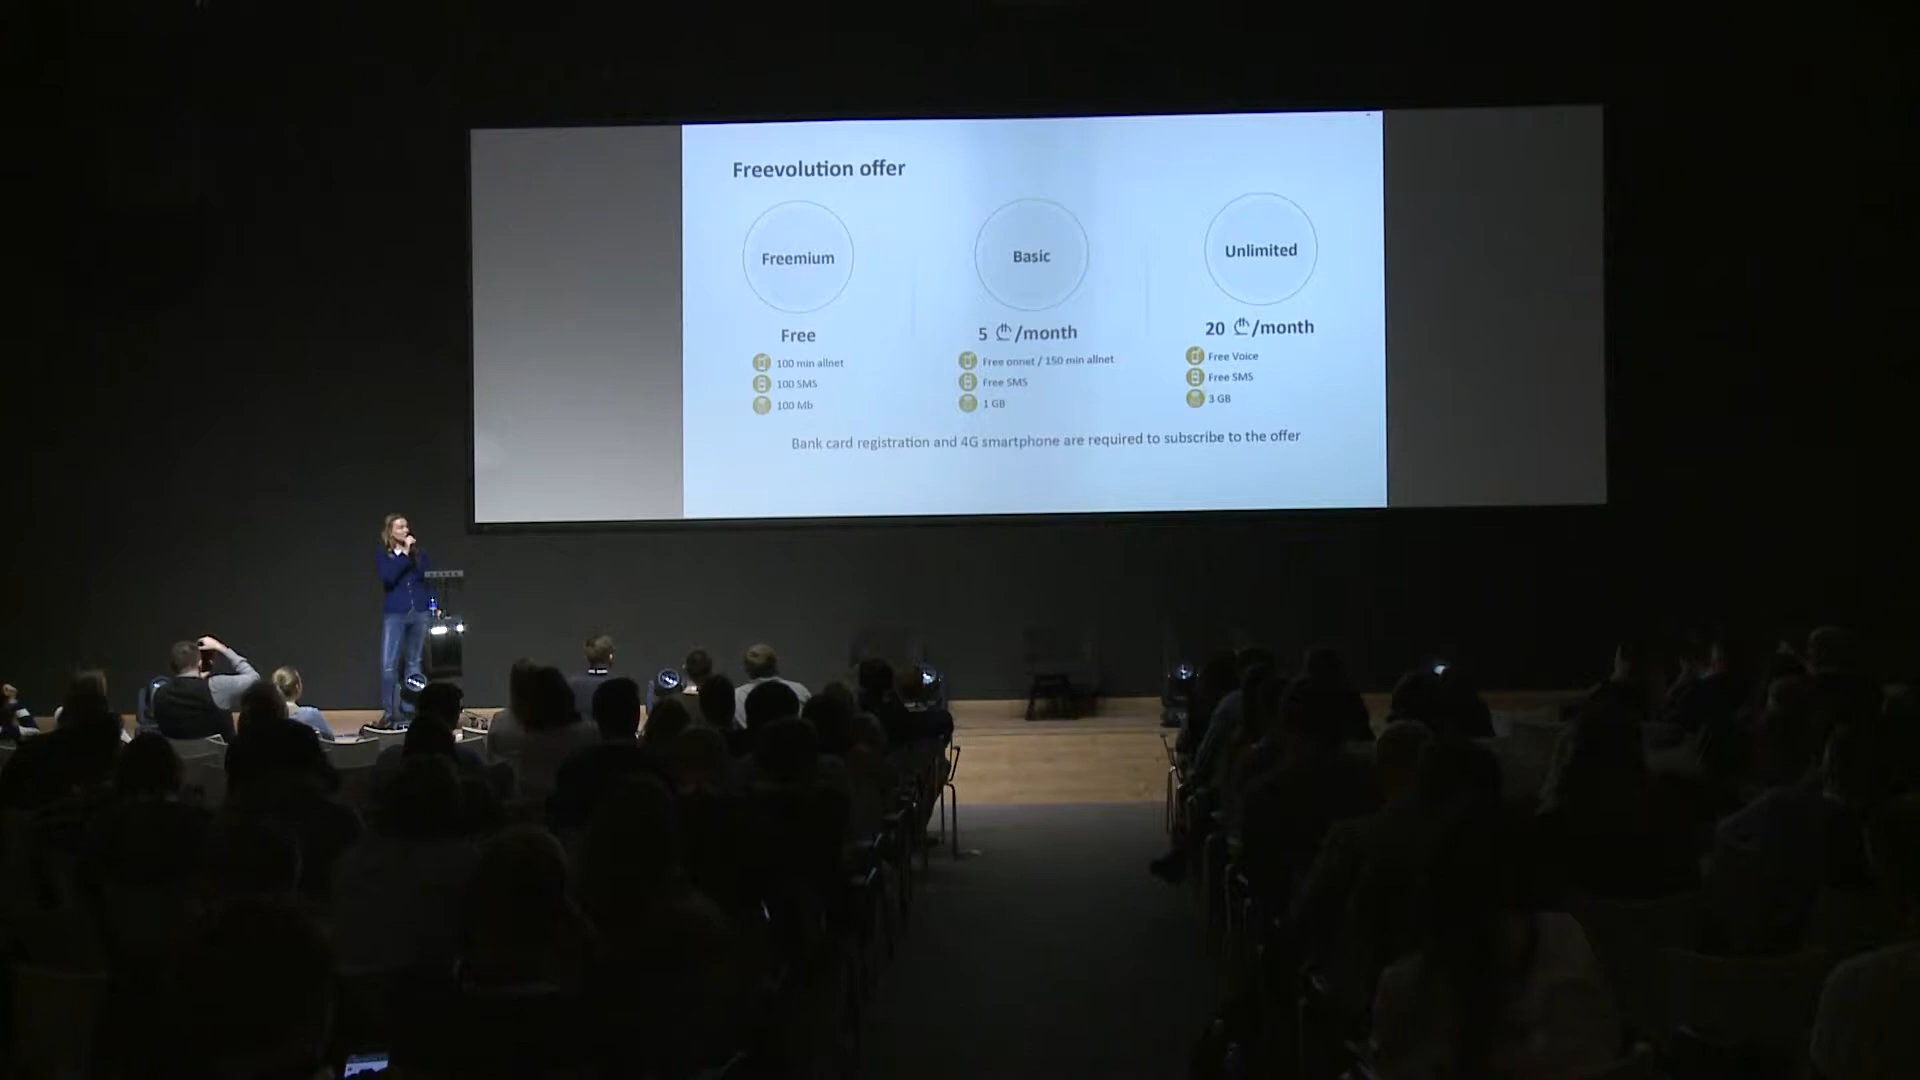 Freevolution offer
Freemium
Free
100 min allnet
100 SMS
100 Mb
Basic
5 ₾/month
Free onnet / 150 min allnet
Free SMS
1 GB
Unlimited
20 ₾/month
Free Voice
Free SMS
3 GB
Bank card registration and 4G smartphone are required to subscribe to the offer